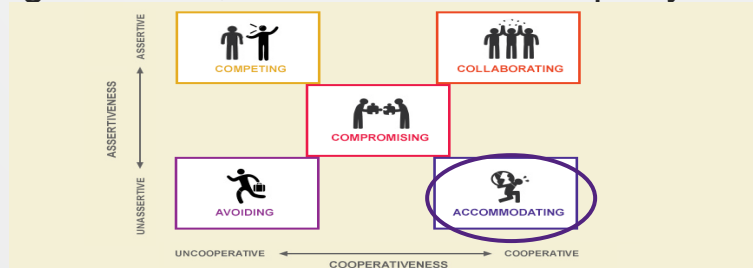 ASSERTIVE
COMPETING
COLLABORATING
ASSERTIVENESS
COMPROMISING
UNASSERTIVE
AVOIDING
ACCOMMODATING
UNCOOPERATIVE
COOPERATIVE
COOPERATIVENESS